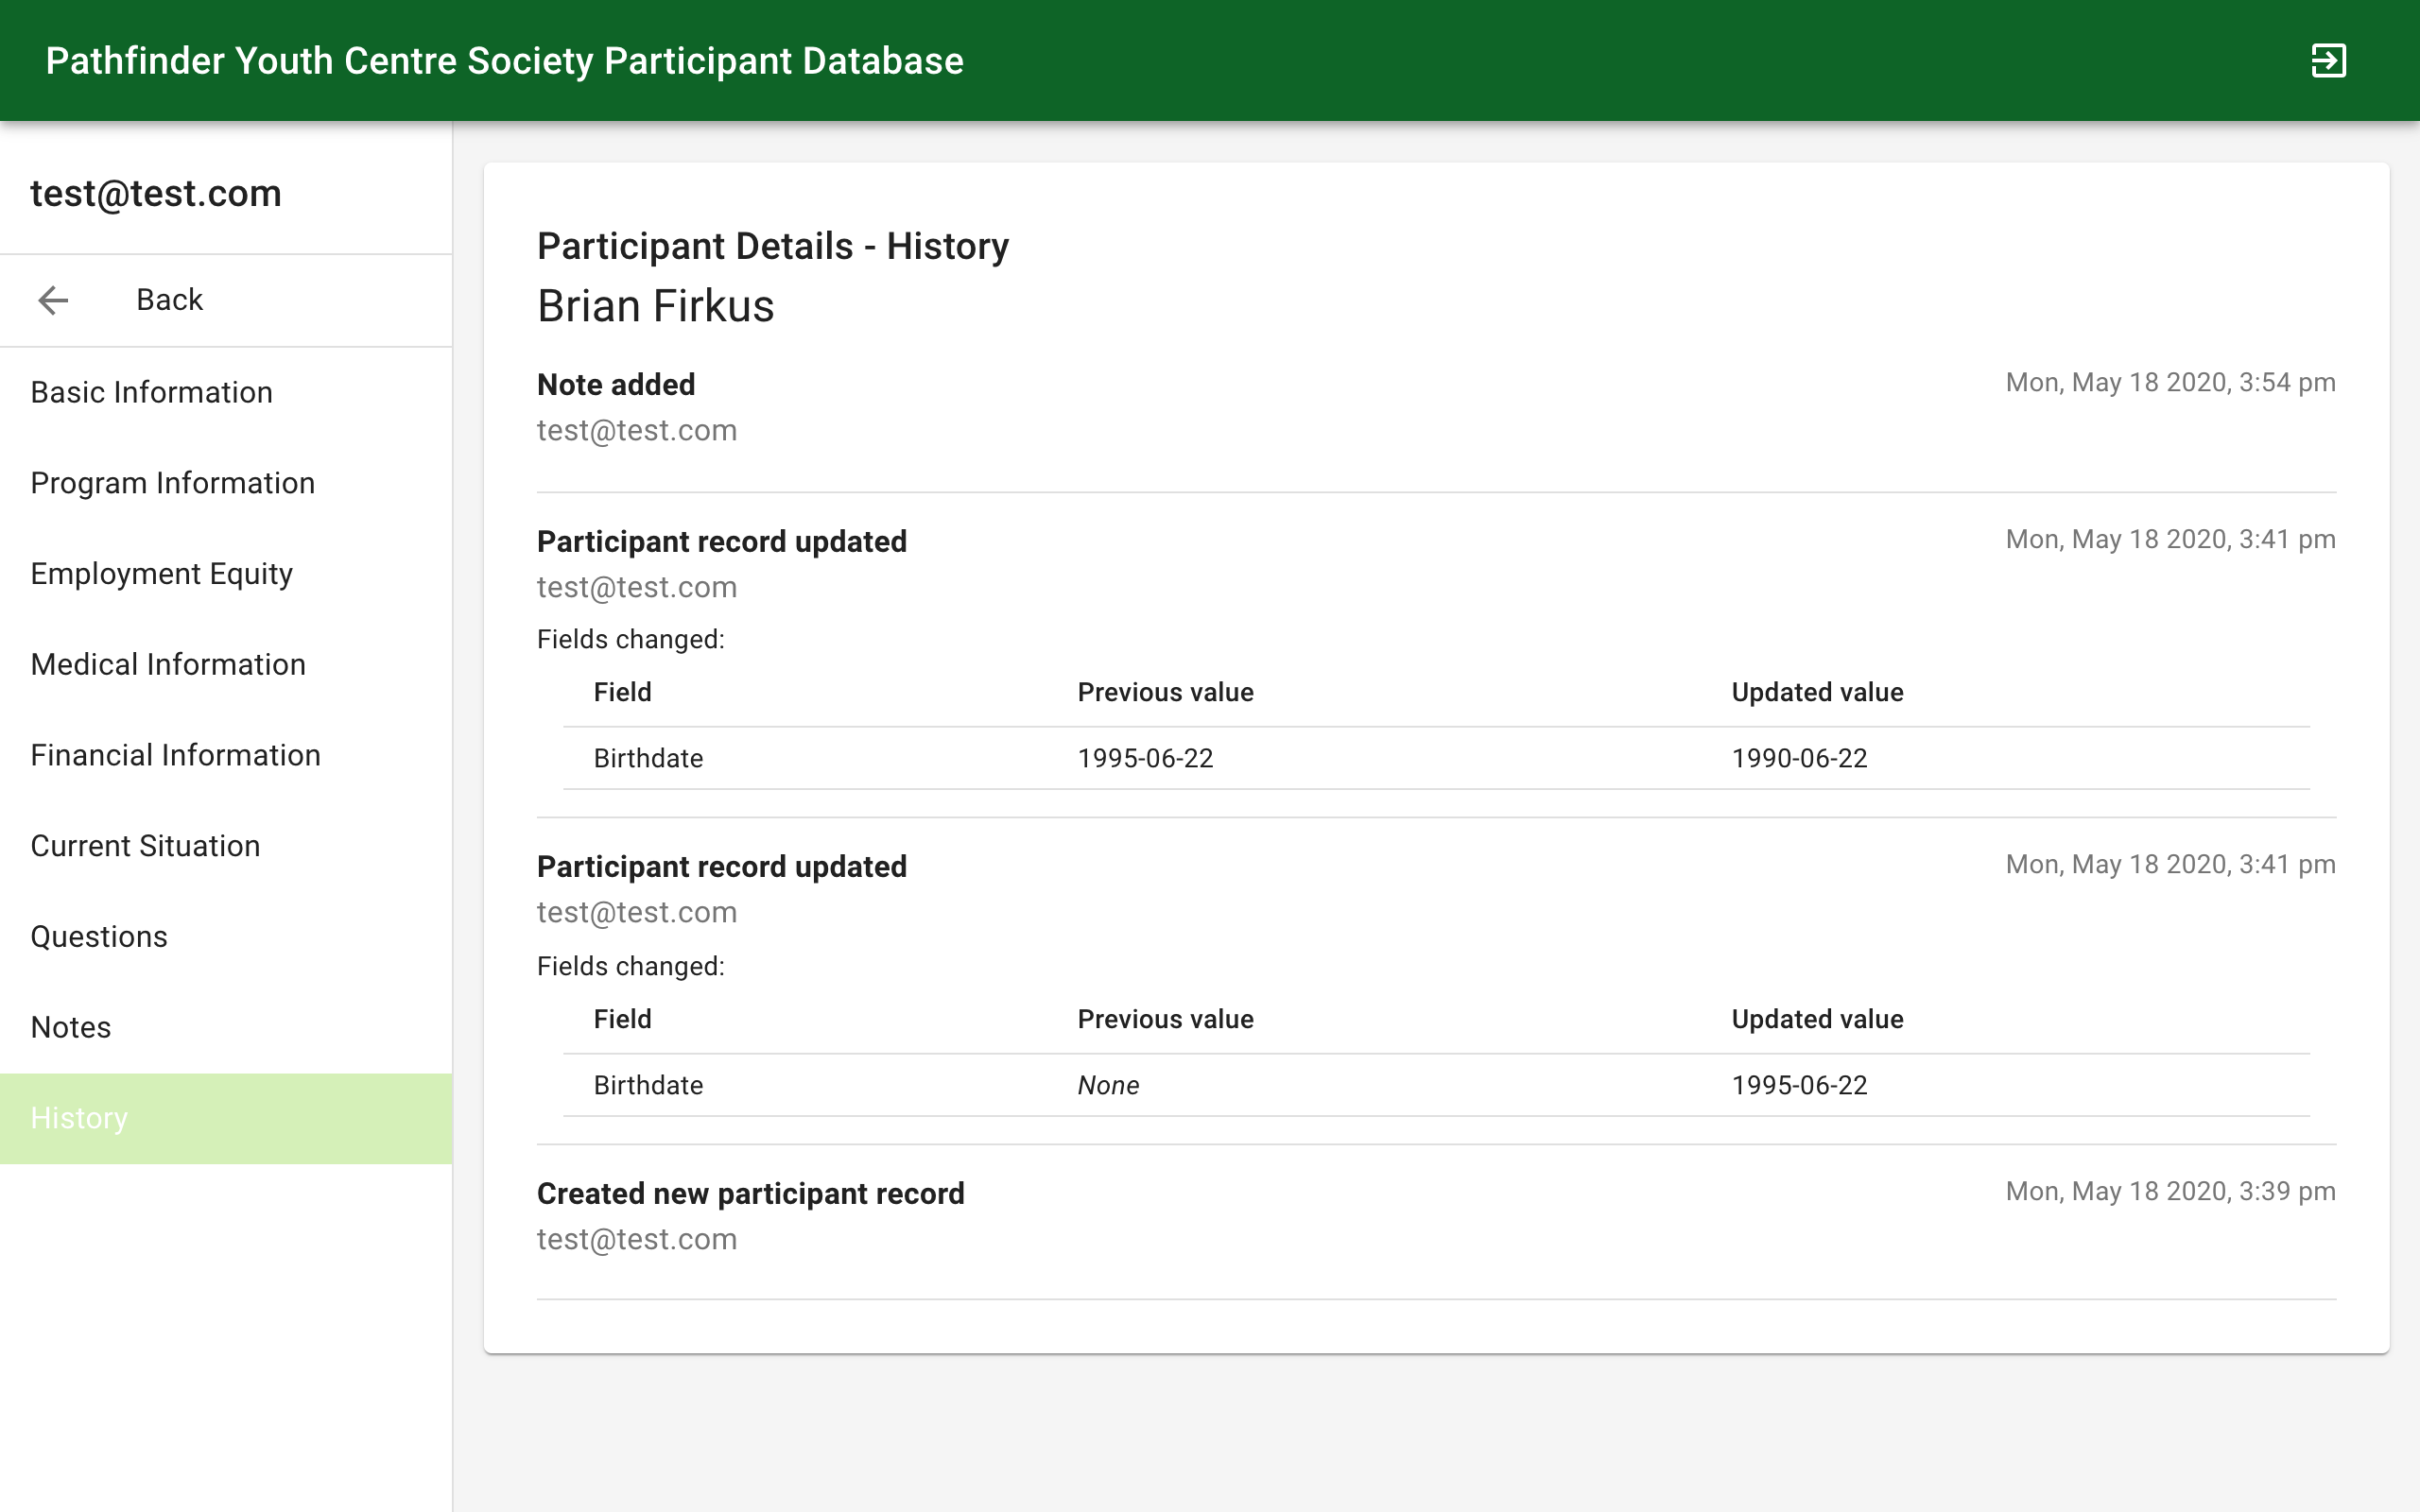 Pathfinder Youth Centre Society Participant Database
test@test.com
Back
Basic Information
Program Information
Employment Equity
Medical Information
Financial Information
Current Situation
Questions
Notes
History
Participant Details - History
Brian Firkus
Note added Mon, May 18 2020, 3:54 pm
test@test.com
Participant record updated Mon, May 18 2020, 3:41 pm
test@test.com
Fields changed:
Field Previous value Updated value
Birthdate 1995-06-22 1990-06-22
Participant record updated Mon, May 18 2020, 3:41 pm
test@test.com
Fields changed:
Field Previous value Updated value
Birthdate None 1995-06-22
Created new participant record Mon, May 18 2020, 3:39 pm
test@test.com